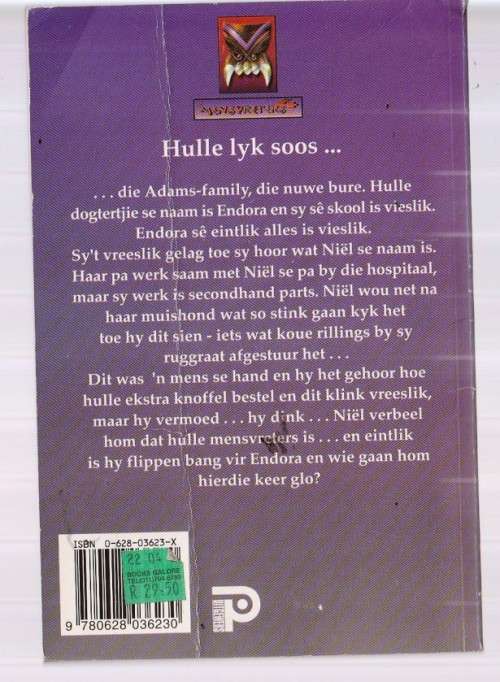 MENSVRETERS
Hulle lyk soos ...
. . . die Adams-family, die nuwe bure. Hulle
dogtertjie se naam is Endora en sy sê skool is vieslik.
Endora sê eintlik alles is vieslik.
Sy't vreeslik gelag toe sy hoor wat Niël se naam is.
Haar pa werk saam met Niël se pa by die hospitaal,
maar sy werk is secondhand parts. Niël wou net na
haar muishond wat so stink gaan kyk het
toe hy dit sien - iets wat koue rillings by sy
ruggraat afgestuur het . . .
Dit was 'n mens se hand en hy het gehoor hoe
hulle ekstra knoffel bestel en dit klink vreeslik,
maar hy vermoed . . . hy dink . . . Niël verbeel
hom dat hulle mensvreters is . . . en eintlik
is hy flippen bang vir Endora en wie gaan hom
hierdie keer glo?
ISBN 0-628-03623-X
22 04
BOOKS GALORE
R 29.50
9 780628 036230
UITGEWERS